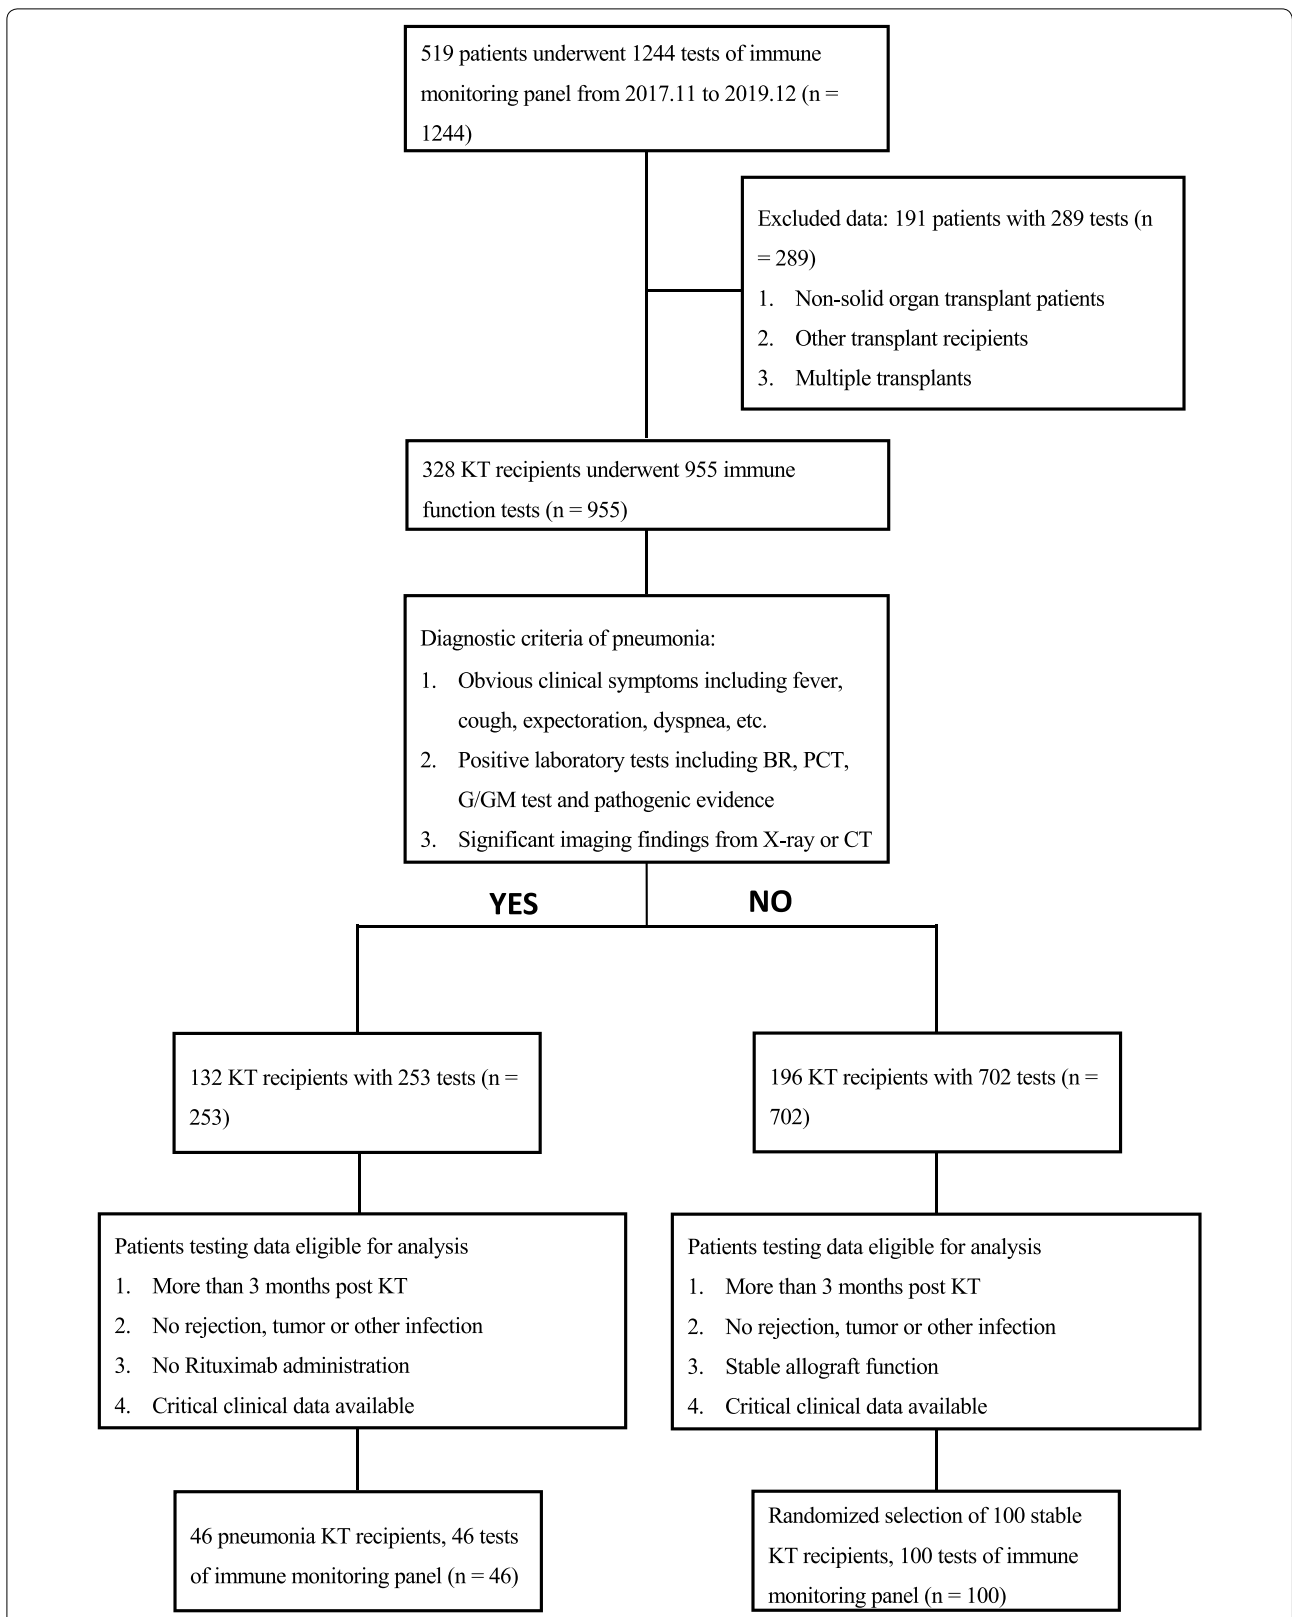 519 patients underwent 1244 tests of immune
monitoring panel from 2017.11 to 2019.12 (n =
1244)
Excluded data: 191 patients with 289 tests (n
= 289)
1. Non-solid organ transplant patients
2. Other transplant recipients
3. Multiple transplants
328 KT recipients underwent 955 immune
function tests (n = 955)
Diagnostic criteria of pneumonia:
1. Obvious clinical symptoms including fever,
cough, expectoration, dyspnea, etc.
2. Positive laboratory tests including BR, PCT,
G/GM test and pathogenic evidence
3. Significant imaging findings from X-ray or CT
YES
NO
132 KT recipients with 253 tests (n =
253)
196 KT recipients with 702 tests (n =
702)
Patients testing data eligible for analysis
1. More than 3 months post KT
2. No rejection, tumor or other infection
3. No Rituximab administration
4. Critical clinical data available
Patients testing data eligible for analysis
1. More than 3 months post KT
2. No rejection, tumor or other infection
3. Stable allograft function
4. Critical clinical data available
46 pneumonia KT recipients, 46 tests
of immune monitoring panel (n = 46)
Randomized selection of 100 stable
KT recipients, 100 tests of immune
monitoring panel (n = 100)